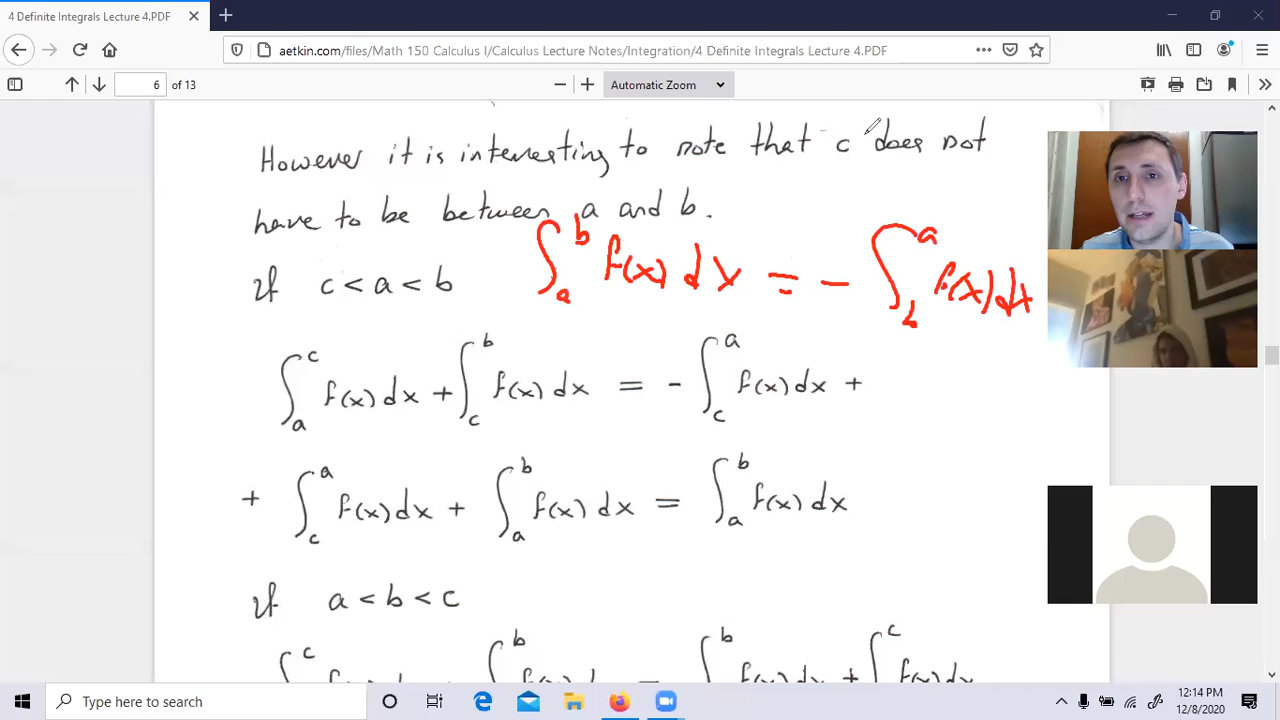 4 Definite Integrals Lecture 4.PDF
aetkin.com/files/Math 150 Calculus I/Calculus Lecture Notes/Integration/4 Definite Integrals Lecture 4.PDF
6 of 13 Automatic Zoom
However it is interesting to note that c does not
have to be between a and b.
∫_a^b f(x) dx = - ∫_b^a f(x) dx
If c < a < b
∫_a^c f(x) dx + ∫_c^b f(x) dx = - ∫_c^a f(x) dx +
+ ∫_c^a f(x) dx + ∫_a^b f(x) dx = ∫_a^b f(x) dx
If a < b < c
c b b c
f(x) dx
Type here to search
12:14 PM
12/8/2020